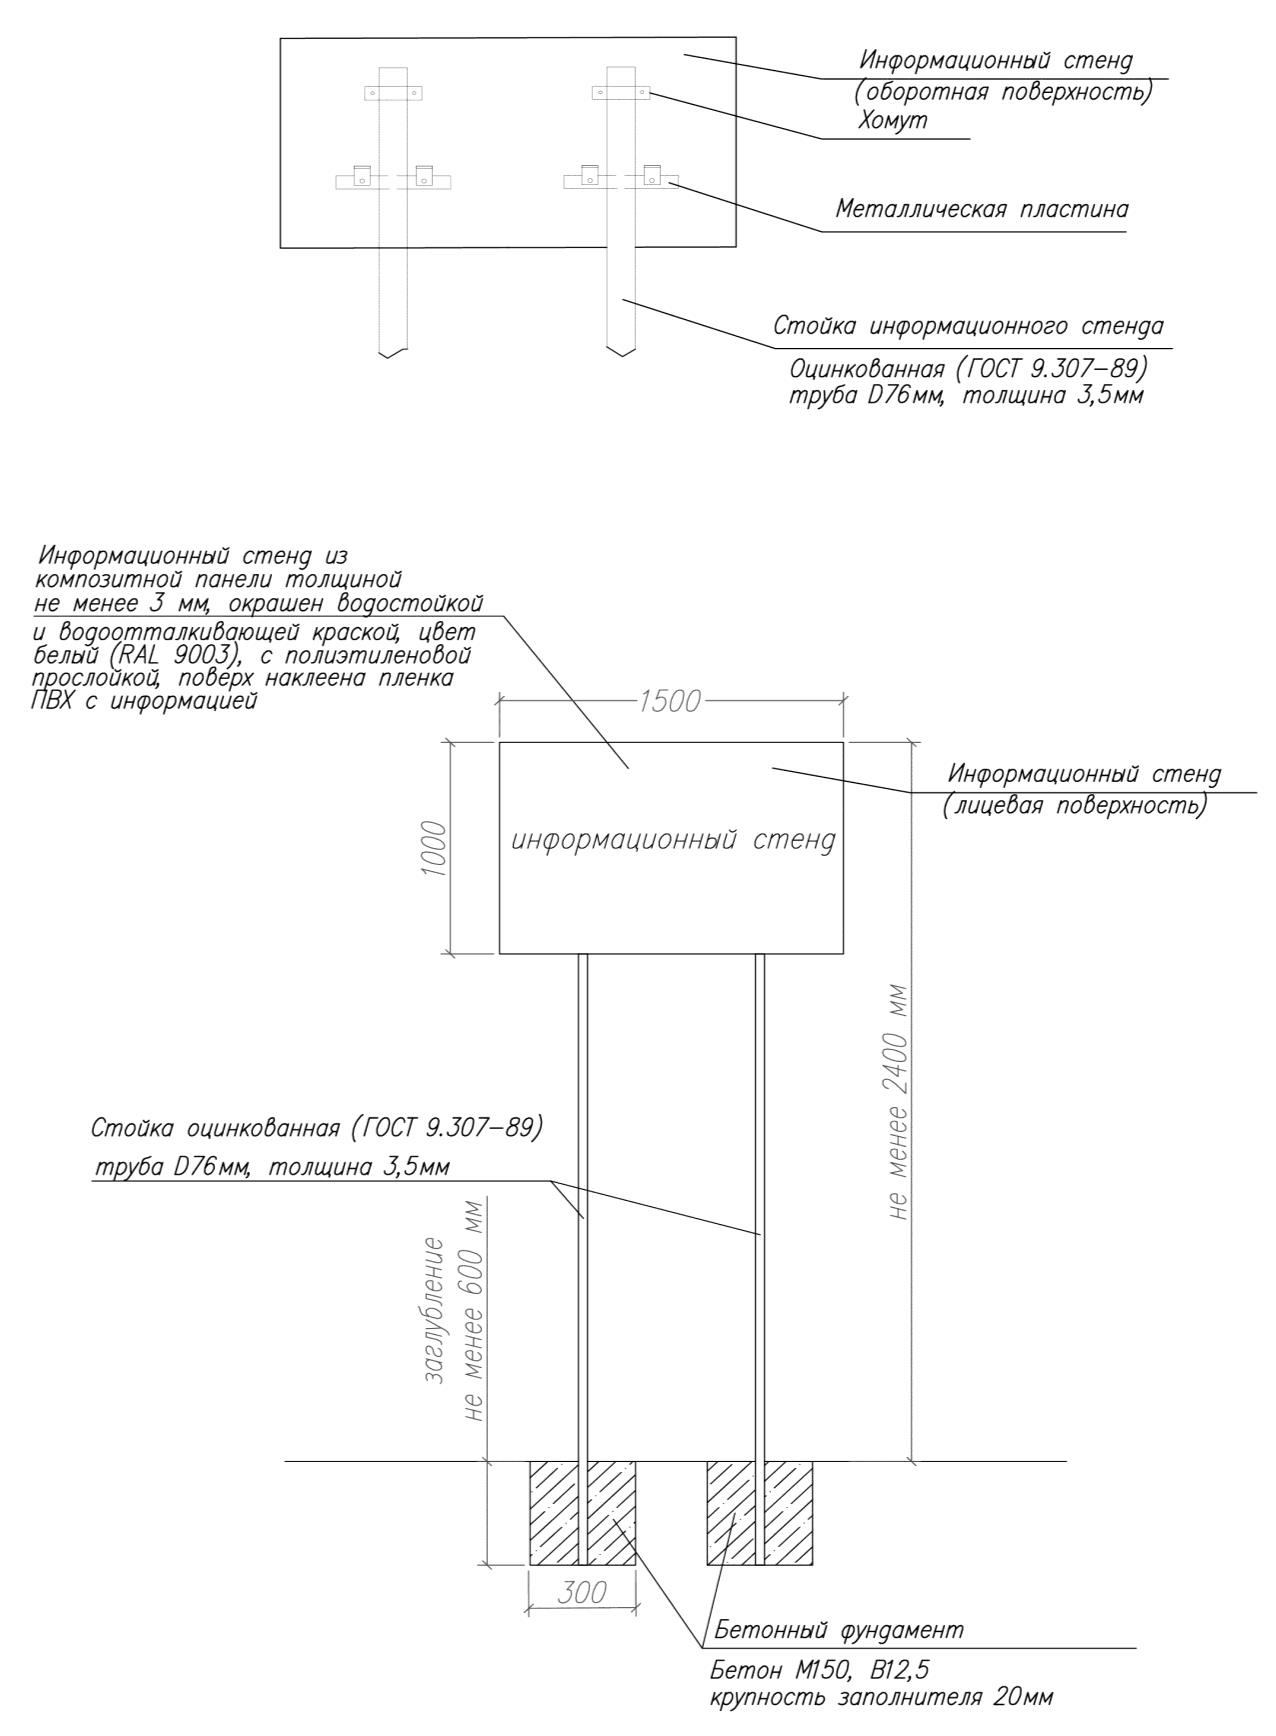 Информационный стенд
(оборотная поверхность)
Хомут
Металлическая пластина
Стойка информационного стенда
Оцинкованная (ГОСТ 9.307-89)
труба D76мм, толщина 3,5мм
Информационный стенд из
композитной панели толщиной
не менее 3 мм, окрашен водостойкой
и водоотталкивающей краской, цвет
белый (RAL 9003), с полиэтиленовой
прослойкой, поверх наклеена пленка
ПВХ с информацией
1500
Информационный стенд
(лицевая поверхность)
1000
информационный стенд
не менее 2400 мм
Стойка оцинкованная (ГОСТ 9.307-89)
труба D76мм, толщина 3,5мм
заглубление
не менее 600 мм
300
Бетонный фундамент
Бетон М150, В12,5
крупность заполнителя 20мм